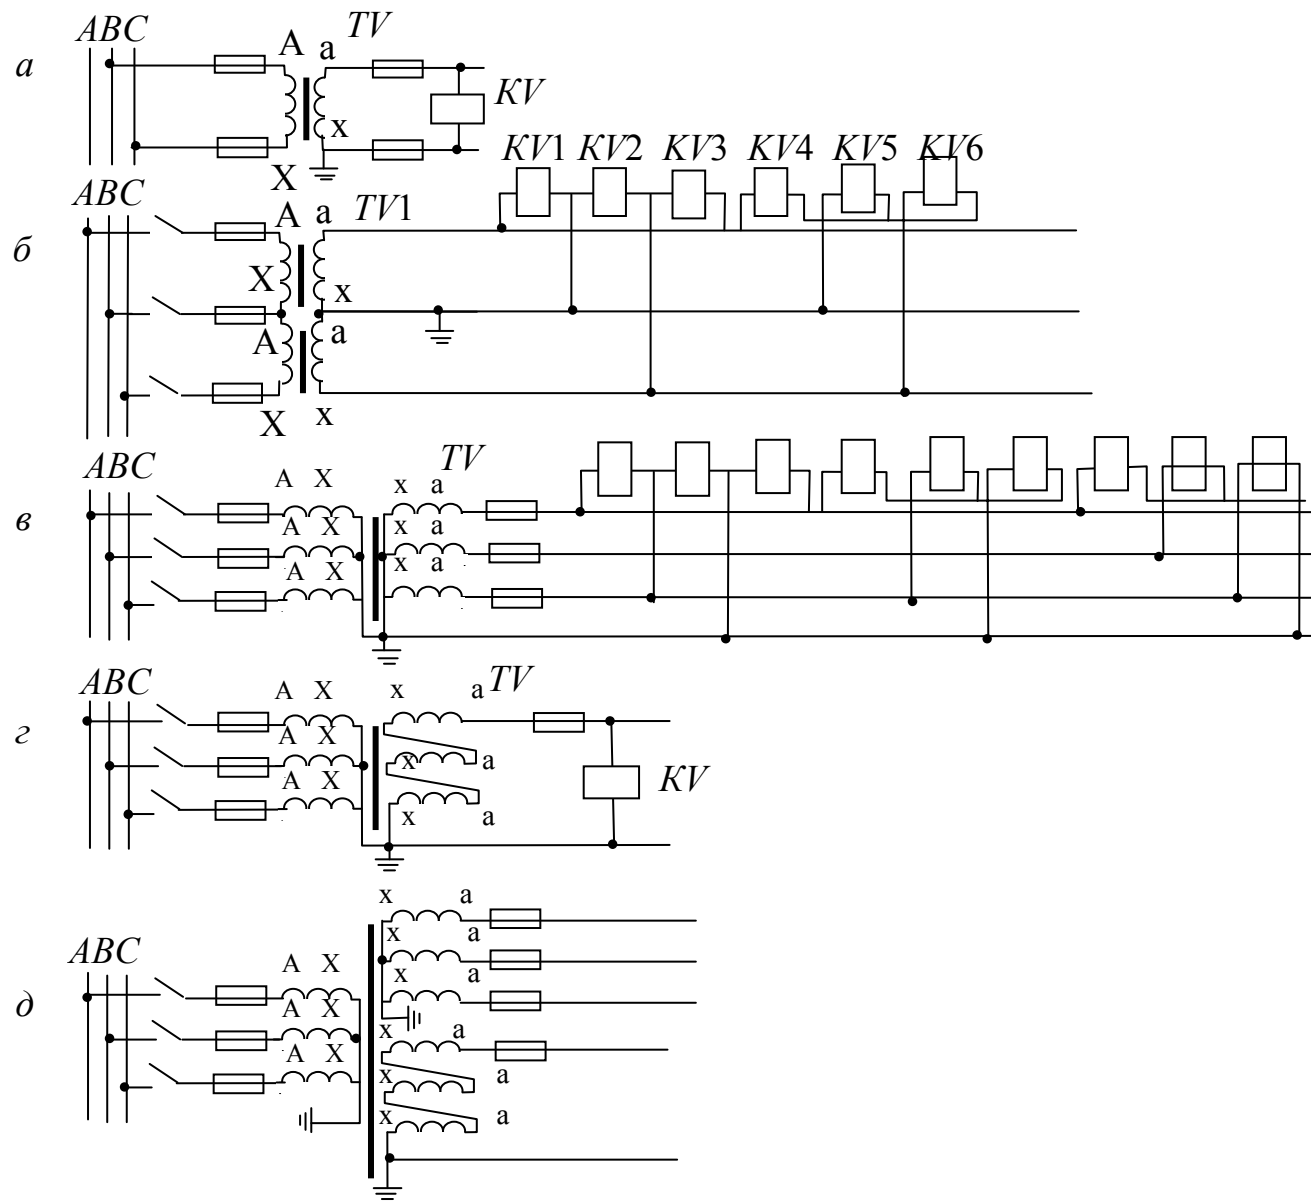 ABC A a TV
а
KV
x
X
KV1 KV2 KV3 KV4 KV5 KV6
ABC A a TV1
б
X x
A a
X x
ABC A X x a TV
A X x a
в
A X x a
ABC A X x a TV
г A X
x a
A X KV
x a
x a
x a
ABC A X x a
д A X
x a
A X x a
x a